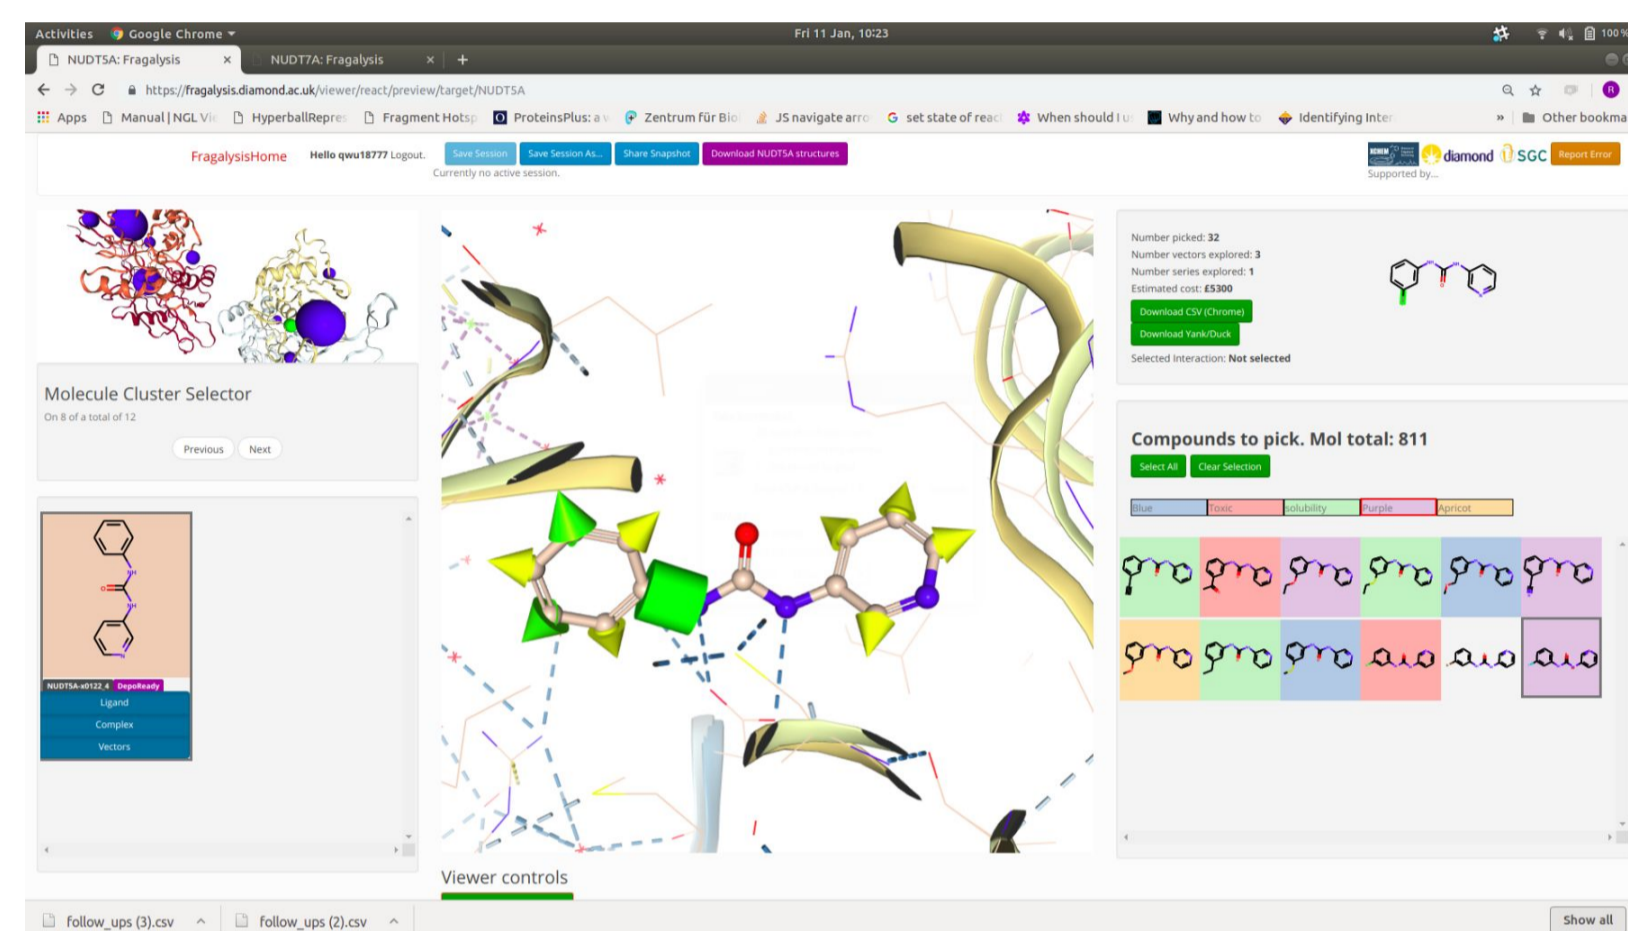 Activities Google Chrome Fri 11 Jan, 10:23 100%
NUDT5A: Fragalysis × NUDT7A: Fragalysis × +
https://fragalysis.diamond.ac.uk/viewer/react/preview/target/NUDT5A
Apps Manual | NGL Vi HyperballRepres Fragment Hotsp ProteinsPlus: a Zentrum für Bio JS navigate arro set state of reac When should I Why and how to Identifying Inter » Other bookma
FragalysisHome Hello qwu18777 Logout. Save Session Save Session As... Share Snapshot Download NUDT5A structures diamond SGC Report Error
Currently no active session. Supported by...
Number picked: 32
Number vectors explored: 3
Number series explored: 1
Estimated cost: £5300
Download CSV (Chrome)
Download Yank/Duck
Selected Interaction: Not selected
Molecule Cluster Selector
On 8 of a total of 12
Previous Next
Compounds to pick. Mol total: 811
Select All Clear Selection
Blue Toxic solubility Purple Apricot
NUDT5A-x0122_4 DepoReady
Ligand
Complex
Vectors
Viewer controls
follow_ups (3).csv follow_ups (2).csv Show all